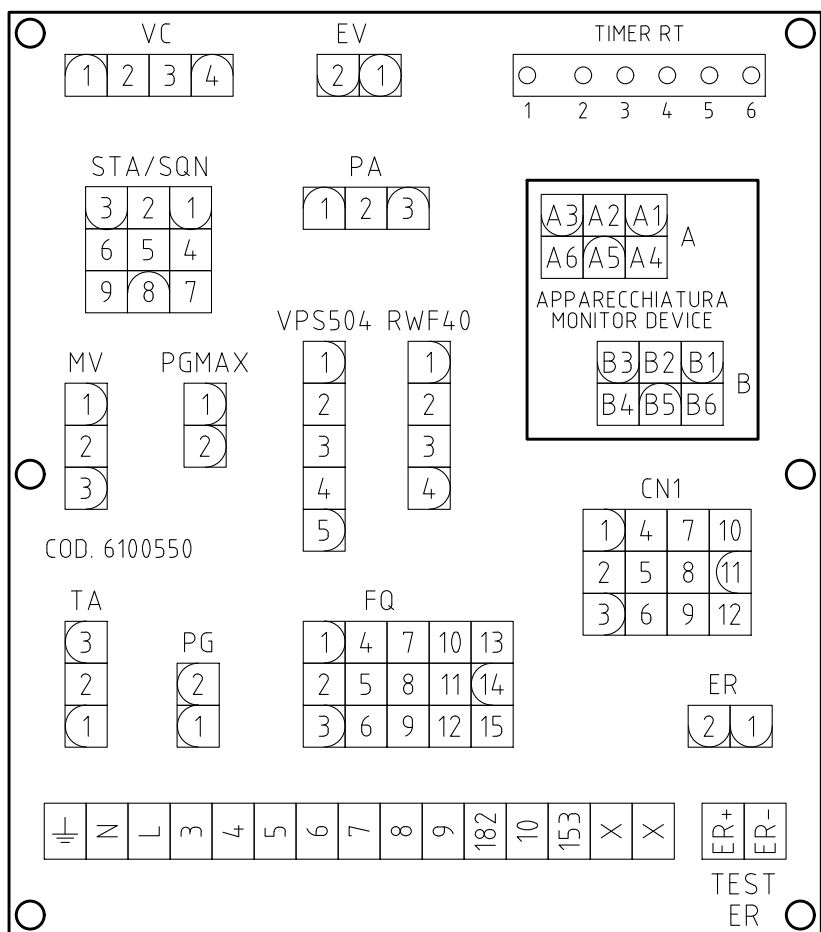 VC EV TIMER RT
1 2 3 4
2 1
1 2 3 4 5 6
STA/SQN PA
3 2 1
6 5 4
9 8 7
1 2 3
A3 A2 A1
A6 A5 A4
A
APPARECCHIATURA
MONITOR DEVICE
B3 B2 B1
B4 B5 B6
B
VPS504 RWF40
1
2
3
4
5
1
2
3
4
MV PGMAX
1
2
3
1
2
CN1
1 4 7 10
2 5 8 11
3 6 9 12
COD. 6100550
TA
3
2
1
PG
2
1
FQ
1 4 7 10 13
2 5 8 11 14
3 6 9 12 15
ER
2 1
N L 3 4 5 6 7 8 9 182 10 153 X X
ER+ ER-
TEST
ER